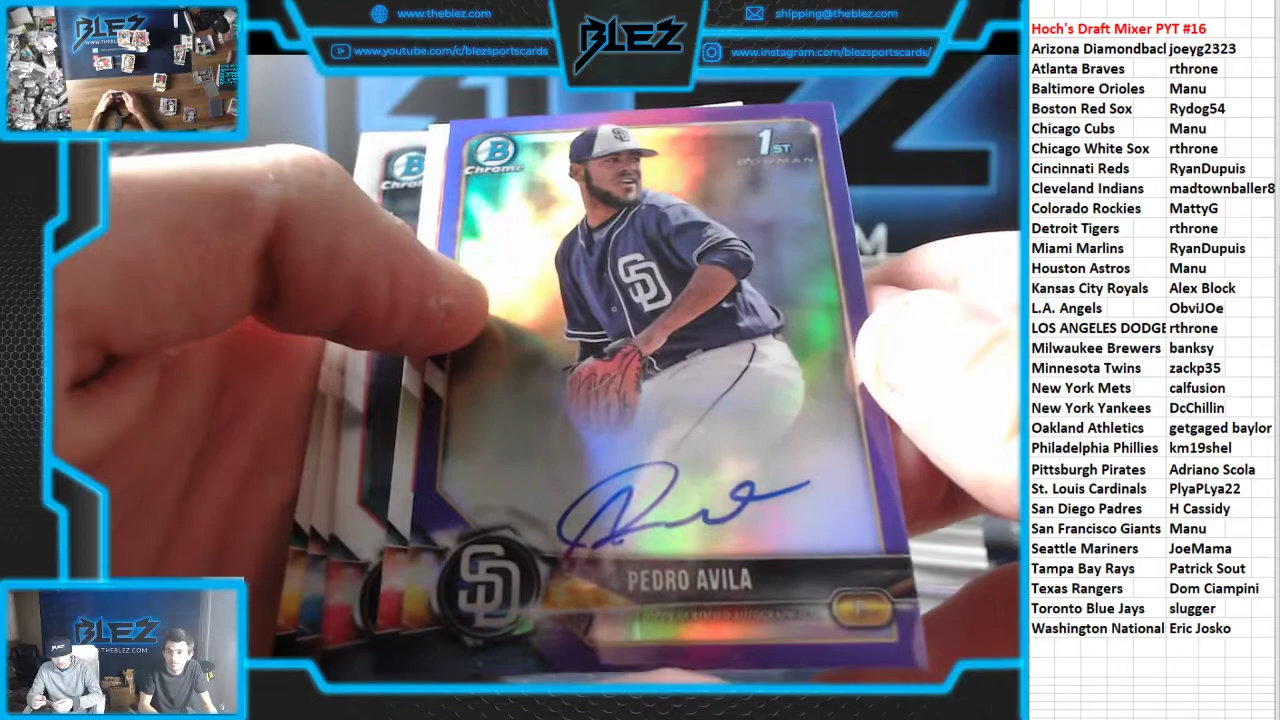 www.theblez.com
shipping@theblez.com
www.youtube.com/c/blezsportscards
www.instagram.com/blezsportscards/
BLEZ
B
Chrome
Chrom
1ST
BOWMAN
SD
SD
PEDRO AVILA
P
SD
BLEZ
WWW.THEBLEZ.COM
Hoch's Draft Mixer PYT #16
Arizona Diamondbacl joeyg2323
Atlanta Braves rthrone
Baltimore Orioles Manu
Boston Red Sox Rydog54
Chicago Cubs Manu
Chicago White Sox rthrone
Cincinnati Reds RyanDupuis
Cleveland Indians madtownballer8
Colorado Rockies MattyG
Detroit Tigers rthrone
Miami Marlins RyanDupuis
Houston Astros Manu
Kansas City Royals Alex Block
L.A. Angels ObviJOe
LOS ANGELES DODGE rthrone
Milwaukee Brewers banksy
Minnesota Twins zackp35
New York Mets calfusion
New York Yankees DcChillin
Oakland Athletics getgaged baylor
Philadelphia Phillies km19shel
Pittsburgh Pirates Adriano Scola
St. Louis Cardinals PlyaPLya22
San Diego Padres H Cassidy
San Francisco Giants Manu
Seattle Mariners JoeMama
Tampa Bay Rays Patrick Sout
Texas Rangers Dom Ciampini
Toronto Blue Jays slugger
Washington National Eric Josko